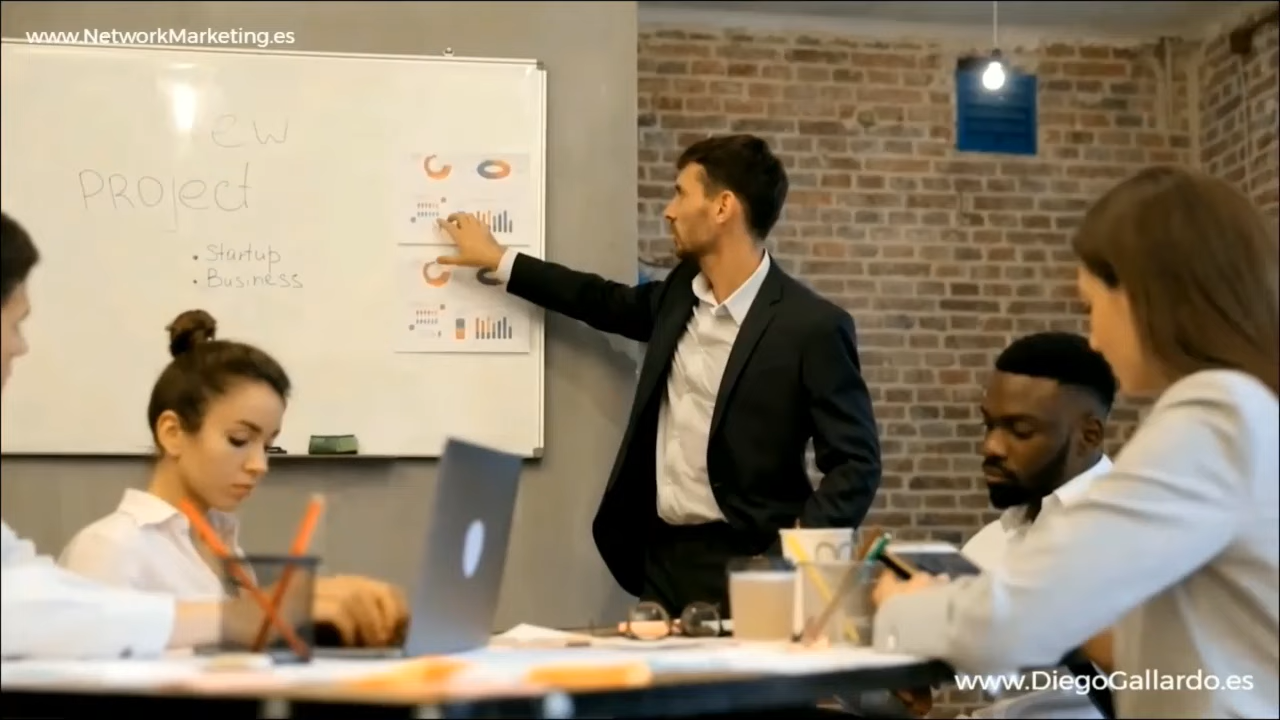 www.NetworkMarketing.es
ew
PROject
• Startup
• Business
www.DiegoGallardo.es